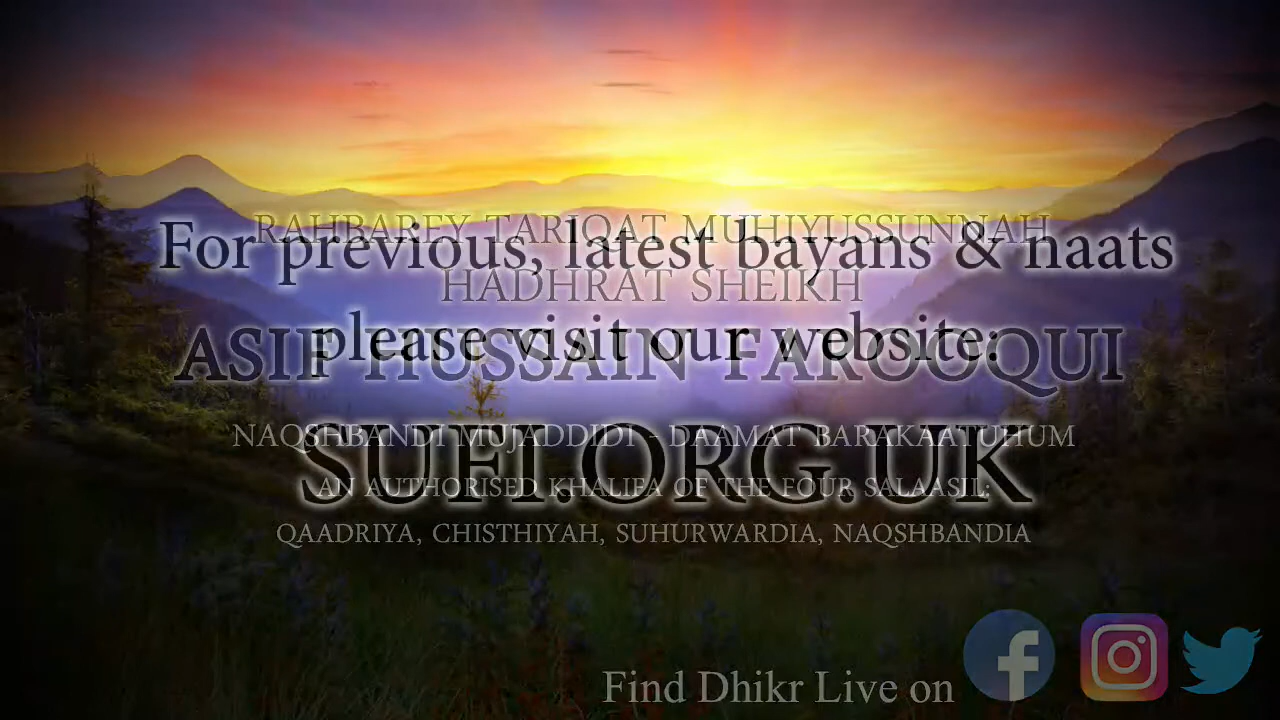 RAHBAREY TARIQAT MUHIYUSSUNNAH
For previous, latest bayans & naats
HADHRAT SHEIKH
please visit our website:
ASIF HUSSAIN FAROOQUI
NAQSHBANDI MUJADDIDI - DAAMAT BARAKAATUHUM
SUFI.ORG.UK
AN AUTHORISED KHALIFA OF THE FOUR SALAASIL:
QAADRIYA, CHISTHIYAH, SUHURWARDIA, NAQSHBANDIA
Find Dhikr Live on